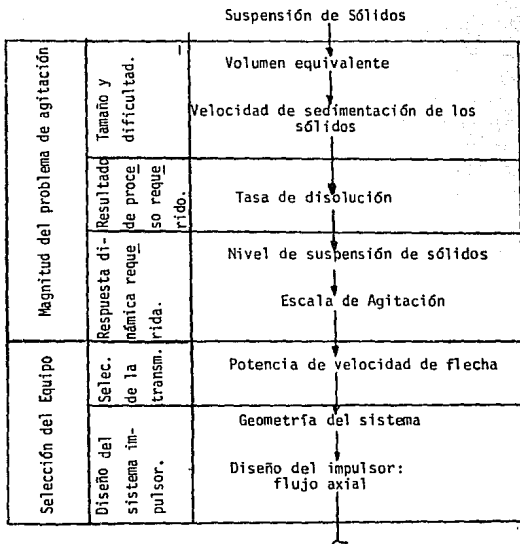 Suspensión de Sólidos
Magnitud del problema de agitación
Tamaño y
dificultad.
Volumen equivalente
Velocidad de sedimentación de los
sólidos
Resultado
de proce
so reque
rido.
Tasa de disolución
Respuesta di-
námica reque
rida.
Nivel de suspensión de sólidos
Escala de Agitación
Selección del Equipo
Selec.
de la
transm.
Potencia de velocidad de flecha
Diseño del
sistema im-
pulsor.
Geometría del sistema
Diseño del impulsor:
flujo axial